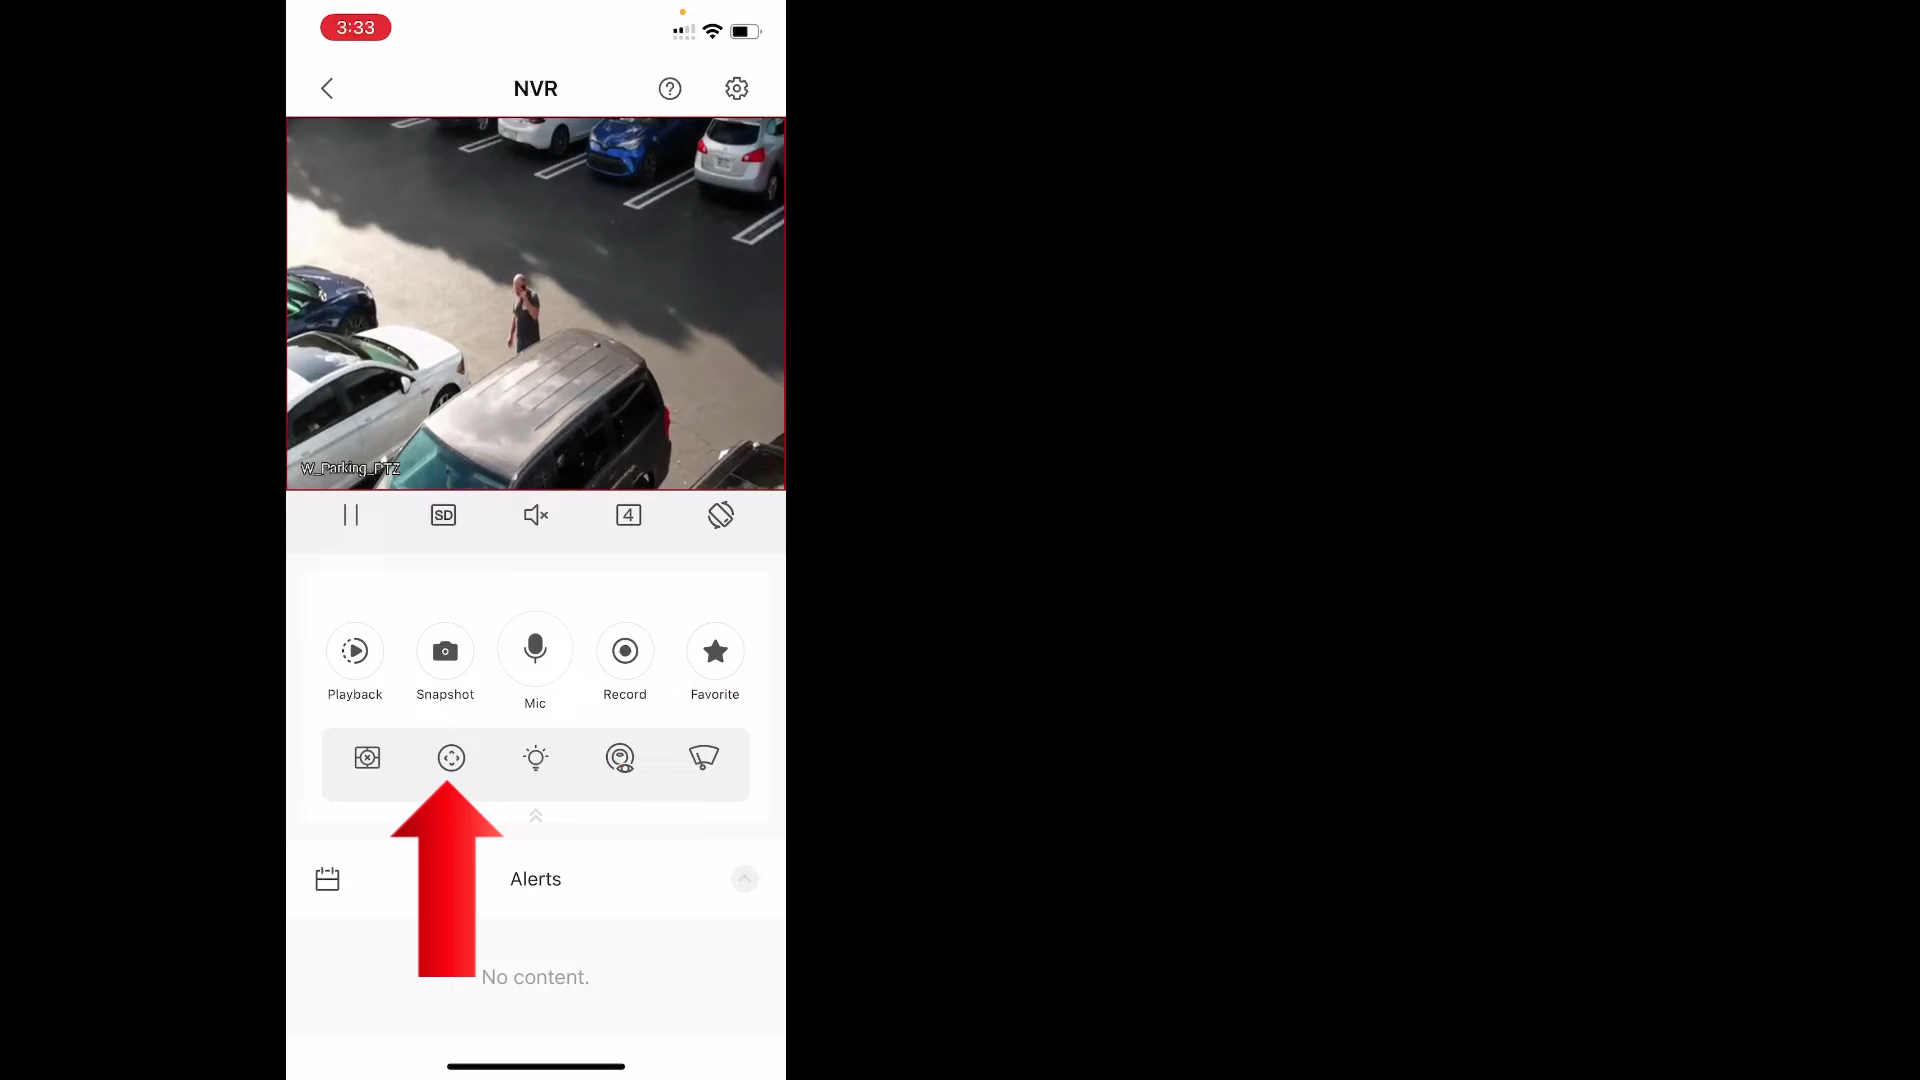 3:33
NVR
W_Parking_PTZ
SD
4
Playback
Snapshot
Mic
Record
Favorite
Alerts
No content.